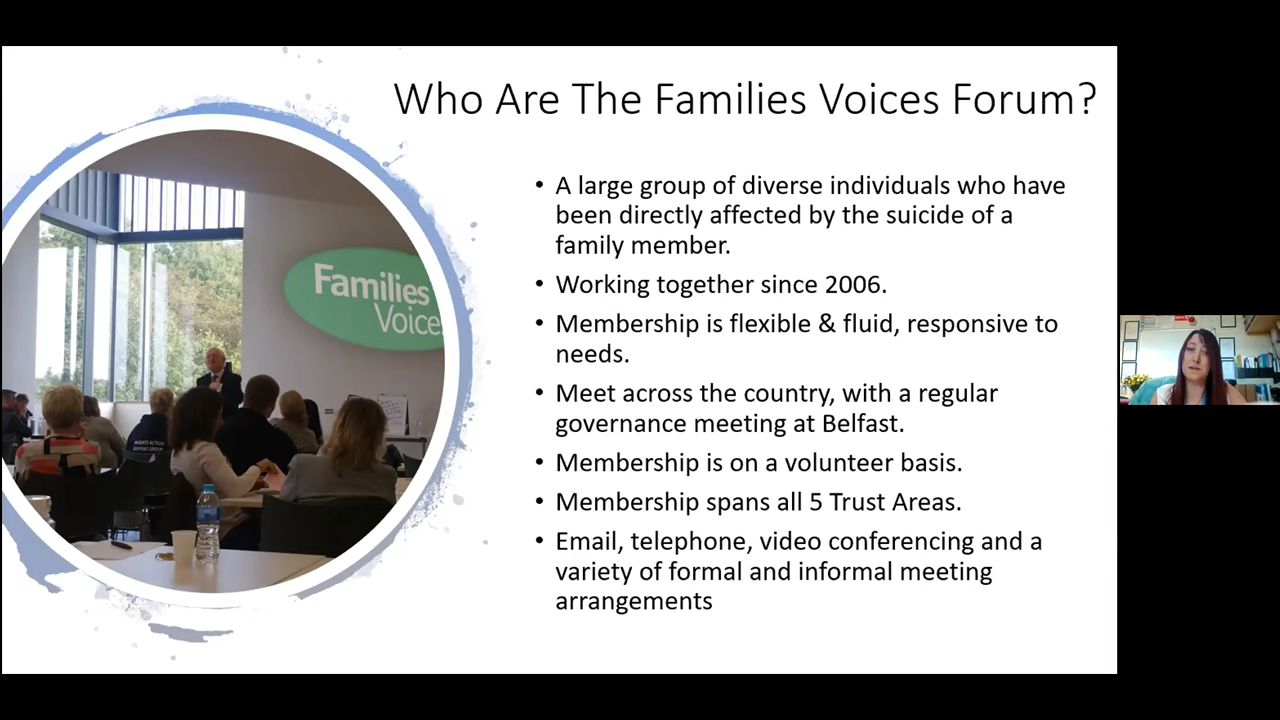 Who Are The Families Voices Forum?
Families
Voice
• A large group of diverse individuals who have
been directly affected by the suicide of a
family member.
• Working together since 2006.
• Membership is flexible & fluid, responsive to
needs.
• Meet across the country, with a regular
governance meeting at Belfast.
• Membership is on a volunteer basis.
• Membership spans all 5 Trust Areas.
• Email, telephone, video conferencing and a
variety of formal and informal meeting
arrangements